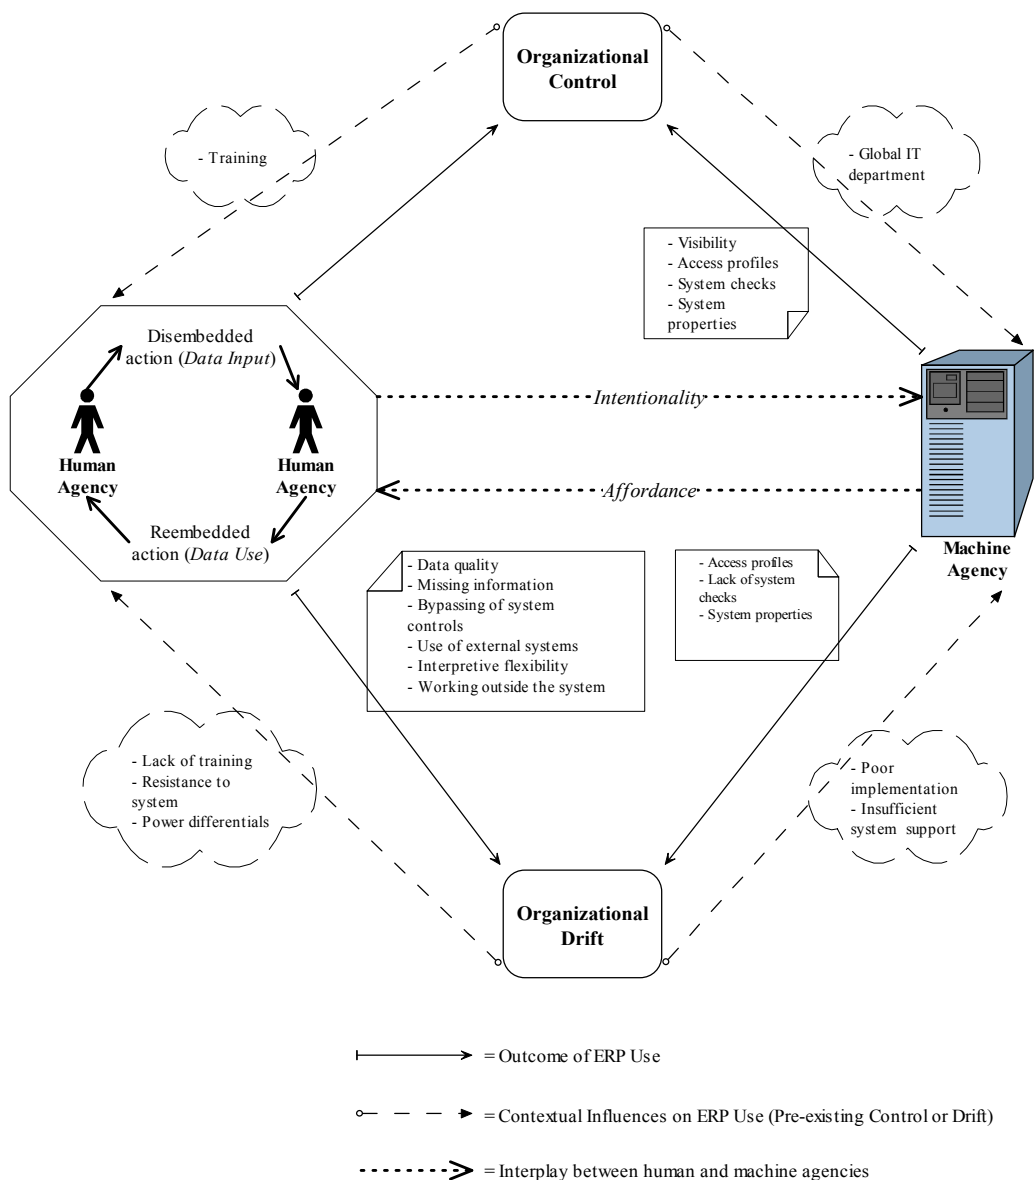 Organizational
Control
- Training
- Global IT
department
- Visibility
- Access profiles
- System checks
- System
properties
Disembedded
action (Data Input)
Human
Agency
Human
Agency
Reembedded
action (Data Use)
Intentionality
Affordance
Machine
Agency
- Data quality
- Missing information
- Bypassing of system
controls
- Use of external systems
- Interpretive flexibility
- Working outside the system
- Access profiles
- Lack of system
checks
- System properties
- Lack of training
- Resistance to
system
- Power differentials
- Poor
implementation
- Insufficient
system support
Organizational
Drift
= Outcome of ERP Use
= Contextual Influences on ERP Use (Pre-existing Control or Drift)
= Interplay between human and machine agencies